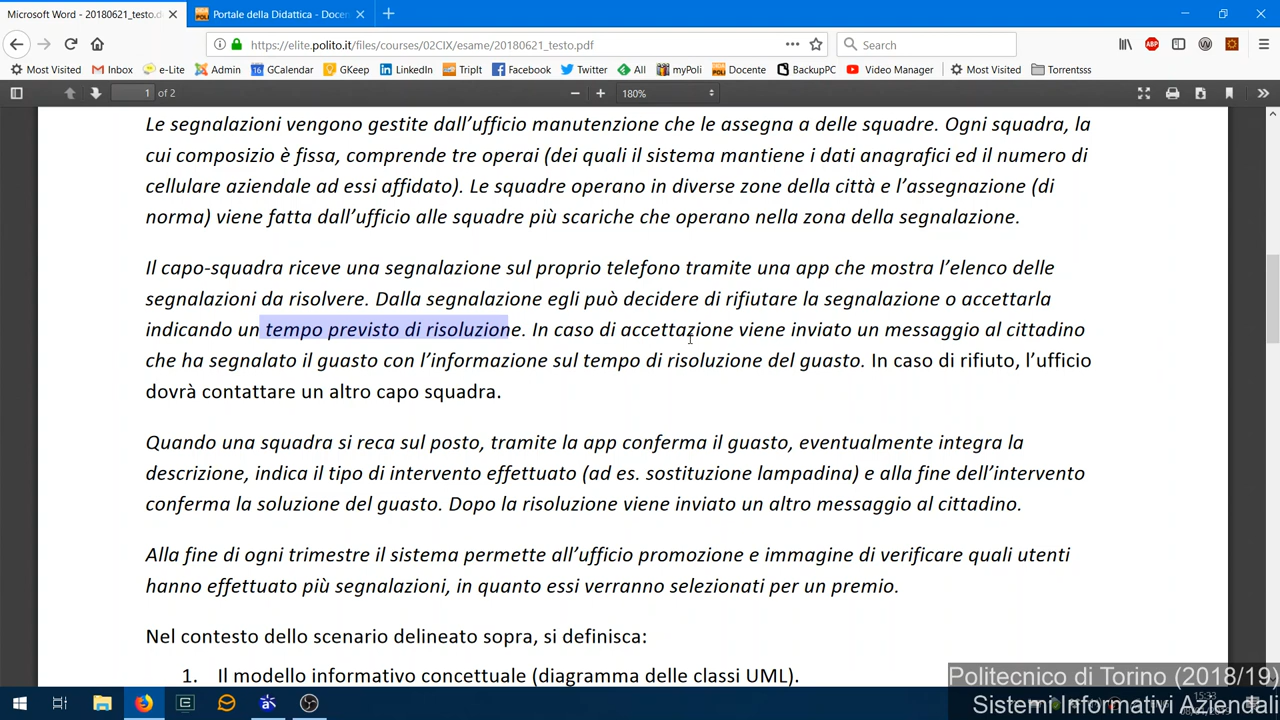 Microsoft Word - 20180621_testo.d
Portale della Didattica - Docen
https://elite.polito.it/files/courses/02CIX/esame/20180621_testo.pdf
Search
Most Visited
Inbox
e-Lite
Admin
GCalendar
GKeep
LinkedIn
TripIt
Facebook
Twitter
All
myPoli
Docente
BackupPC
Video Manager
Most Visited
Torrentsss
1 of 2
180%
Le segnalazioni vengono gestite dall’ufficio manutenzione che le assegna a delle squadre. Ogni squadra, la
cui composizio è fissa, comprende tre operai (dei quali il sistema mantiene i dati anagrafici ed il numero di
cellulare aziendale ad essi affidato). Le squadre operano in diverse zone della città e l’assegnazione (di
norma) viene fatta dall’ufficio alle squadre più scariche che operano nella zona della segnalazione.
Il capo-squadra riceve una segnalazione sul proprio telefono tramite una app che mostra l’elenco delle
segnalazioni da risolvere. Dalla segnalazione egli può decidere di rifiutare la segnalazione o accettarla
indicando un tempo previsto di risoluzione. In caso di accettazione viene inviato un messaggio al cittadino
che ha segnalato il guasto con l’informazione sul tempo di risoluzione del guasto. In caso di rifiuto, l’ufficio
dovrà contattare un altro capo squadra.
Quando una squadra si reca sul posto, tramite la app conferma il guasto, eventualmente integra la
descrizione, indica il tipo di intervento effettuato (ad es. sostituzione lampadina) e alla fine dell’intervento
conferma la soluzione del guasto. Dopo la risoluzione viene inviato un altro messaggio al cittadino.
Alla fine di ogni trimestre il sistema permette all’ufficio promozione e immagine di verificare quali utenti
hanno effettuato più segnalazioni, in quanto essi verranno selezionati per un premio.
Nel contesto dello scenario delineato sopra, si definisca:
1. Il modello informativo concettuale (diagramma delle classi UML).
Politecnico di Torino (2018/19)
15:33
Sistemi Informativi Aziendali